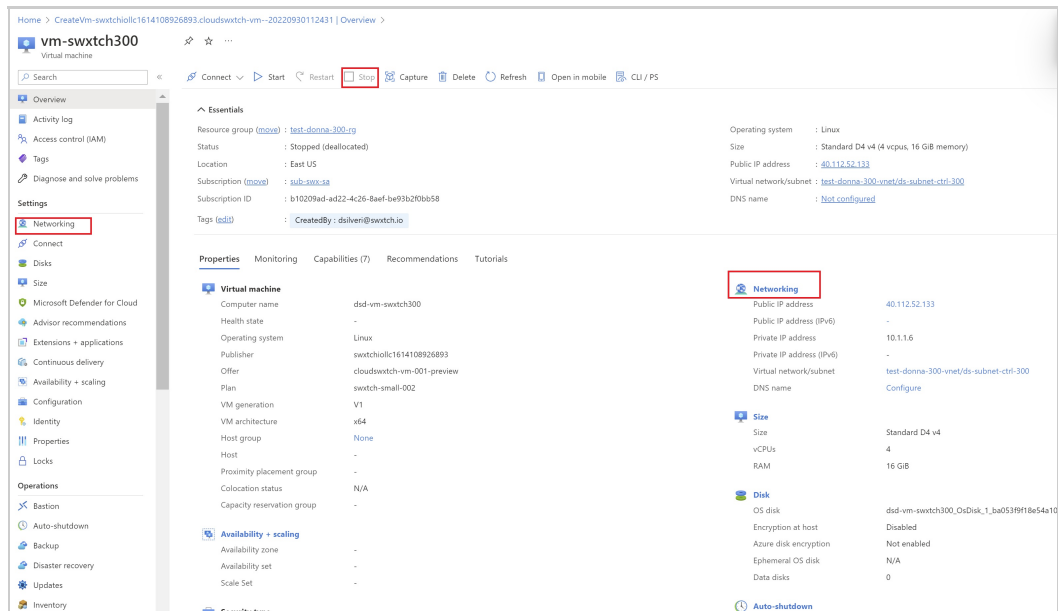 Home > CreateVm-swxtchiollc1614108926893.cloudswxtch-vm--20220930112431 | Overview >
vm-swxtch300
Virtual machine
Search
Connect
Start
Restart
Stop
Capture
Delete
Refresh
Open in mobile
CLI / PS
Overview
Activity log
Access control (IAM)
Tags
Diagnose and solve problems
Settings
Networking
Connect
Disks
Size
Microsoft Defender for Cloud
Advisor recommendations
Extensions + applications
Continuous delivery
Availability + scaling
Configuration
Identity
Properties
Locks
Operations
Bastion
Auto-shutdown
Backup
Disaster recovery
Updates
Inventory
Essentials
Resource group (move) : test-donna-300-rg
Status : Stopped (deallocated)
Location : East US
Subscription (move) : sub-swx-sa
Subscription ID : b10209ad-ad22-4c26-8aef-be93b2f0bb58
Tags (edit) : CreatedBy : dsilveri@swxtch.io
Operating system : Linux
Size : Standard D4 v4 (4 vcpus, 16 GiB memory)
Public IP address : 40.112.52.133
Virtual network/subnet : test-donna-300-vnet/ds-subnet-ctrl-300
DNS name : Not configured
Properties Monitoring Capabilities (7) Recommendations Tutorials
Virtual machine
Computer name dsd-vm-swxtch300
Health state -
Operating system Linux
Publisher swxtchiollc1614108926893
Offer cloudswxtch-vm-001-preview
Plan swxtch-small-002
VM generation V1
VM architecture x64
Host group None
Host -
Proximity placement group -
Colocation status N/A
Capacity reservation group -
Availability + scaling
Availability zone -
Availability set -
Scale Set -
Security type
Networking
Public IP address 40.112.52.133
Public IP address (IPv6) -
Private IP address 10.1.1.6
Private IP address (IPv6) -
Virtual network/subnet test-donna-300-vnet/ds-subnet-ctrl-300
DNS name Configure
Size
Size Standard D4 v4
vCPUs 4
RAM 16 GiB
Disk
OS disk dsd-vm-swxtch300_OsDisk_1_ba053f9f18e54a10
Encryption at host Disabled
Azure disk encryption Not enabled
Ephemeral OS disk N/A
Data disks 0
Auto-shutdown